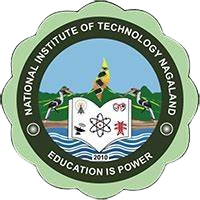 NATIONAL INSTITUTE OF TECHNOLOGY NAGALAND
2010
EDUCATION IS POWER